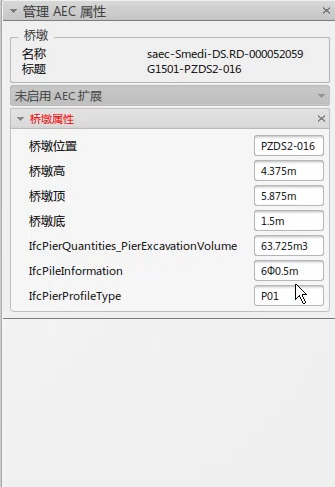 管理 AEC 属性
桥墩
名称 saec-Smedi-DS.RD-000052059
标题 G1501-PZDS2-016
未启用 AEC 扩展
桥墩属性
桥墩位置 PZDS2-016
桥墩高 4.375m
桥墩顶 5.875m
桥墩底 1.5m
IfcPierQuantities_PierExcavationVolume 63.725m3
IfcPileInformation 6Φ0.5m
IfcPierProfileType P01